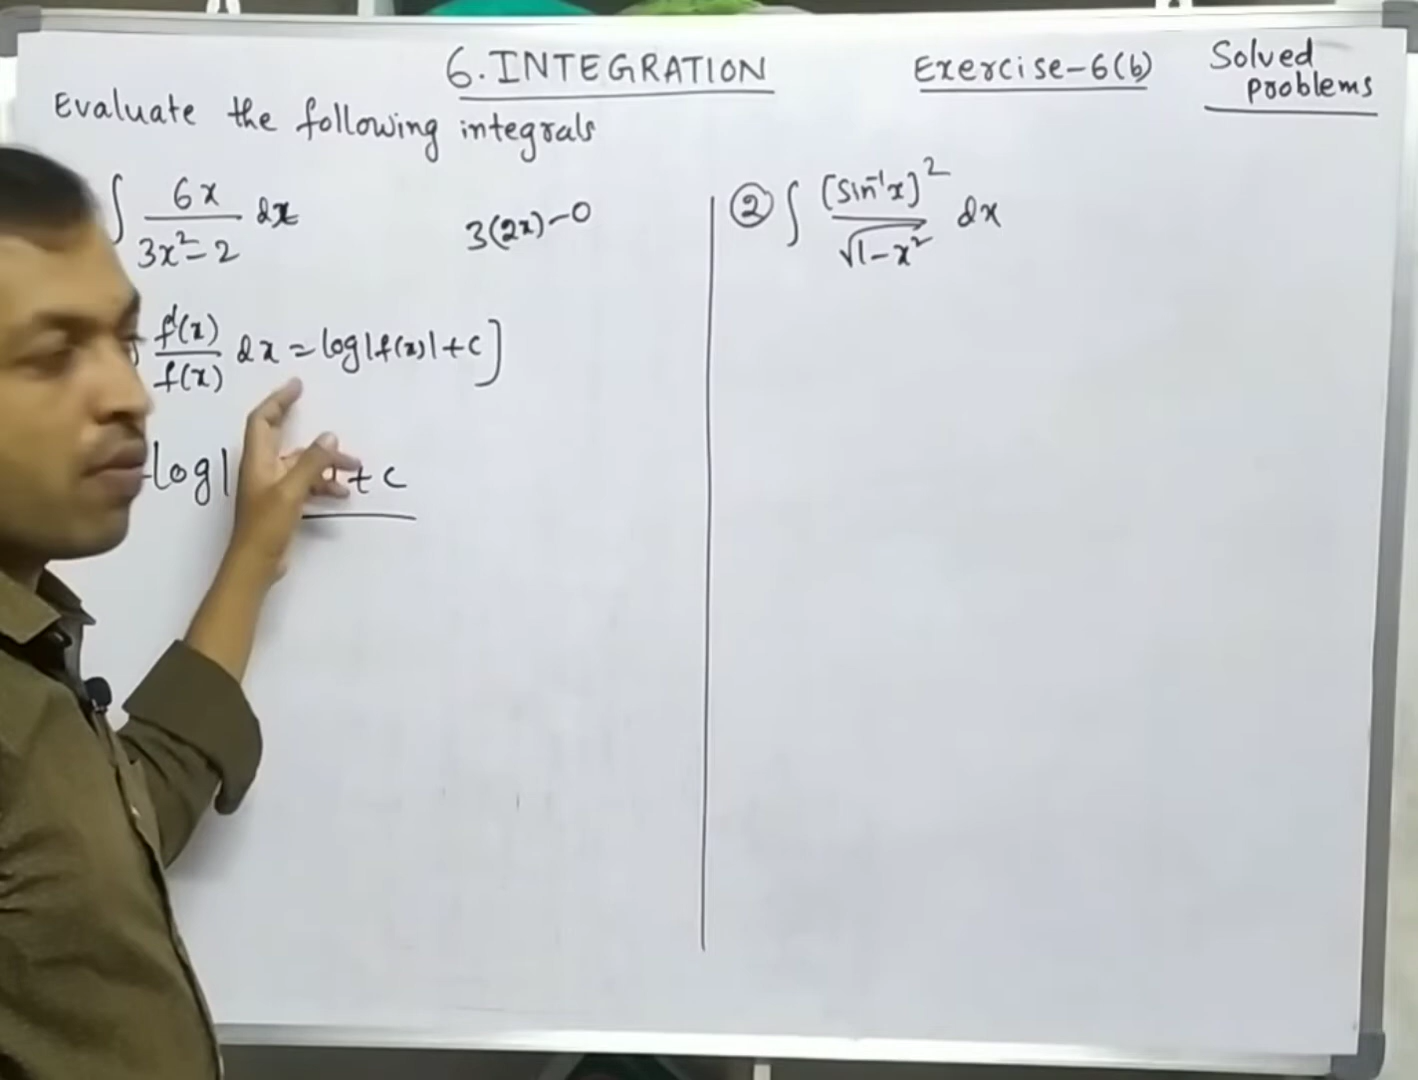 6.INTEGRATION
Exercise-6(b)
Solved
problems
Evaluate the following integrals
∫ 6x / 3x²-2 dx
3(2x)-0
f'(x) / f(x) dx = log|f(x)|+c]
log|
+c
② ∫ (Sin⁻¹x)² / √1-x² dx